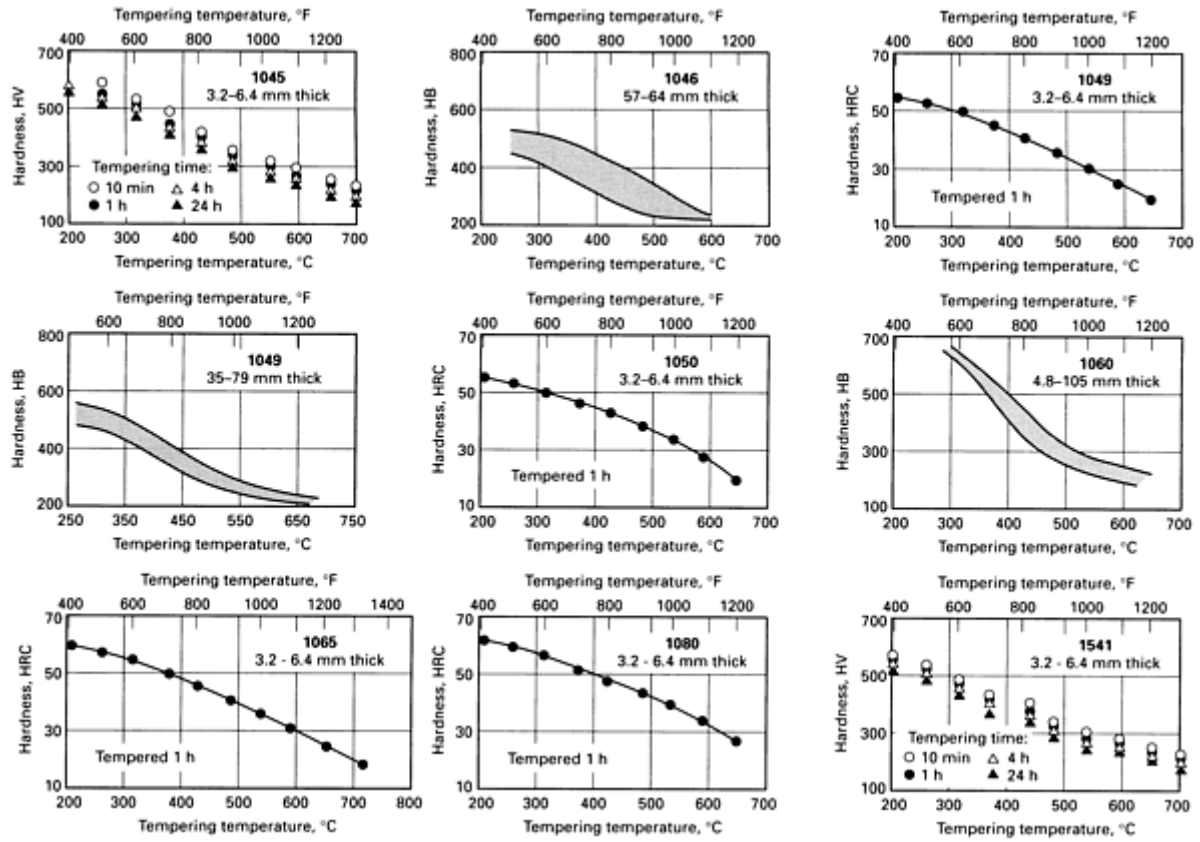 Tempering temperature, °F
400 600 800 1000 1200
700
500
300
100
Hardness, HV
1045
3.2–6.4 mm thick
Tempering time:
10 min 4 h
1 h 24 h
200 300 400 500 600 700
Tempering temperature, °C
Tempering temperature, °F
400 600 800 1000 1200
800
600
400
200
Hardness, HB
1046
57–64 mm thick
200 300 400 500 600 700
Tempering temperature, °C
Tempering temperature, °F
400 600 800 1000 1200
70
50
30
10
Hardness, HRC
1049
3.2–6.4 mm thick
Tempered 1 h
200 300 400 500 600 700
Tempering temperature, °C
Tempering temperature, °F
600 800 1000 1200
800
600
400
200
Hardness, HB
1049
35–79 mm thick
250 350 450 550 650 750
Tempering temperature, °C
Tempering temperature, °F
400 600 800 1000 1200
70
50
30
10
Hardness, HRC
1050
3.2–6.4 mm thick
Tempered 1 h
200 300 400 500 600 700
Tempering temperature, °C
Tempering temperature, °F
400 600 800 1000 1200
700
500
300
100
Hardness, HB
1060
4.8–105 mm thick
200 300 400 500 600 700
Tempering temperature, °C
Tempering temperature, °F
400 600 800 1000 1200 1400
70
50
30
10
Hardness, HRC
1065
3.2 - 6.4 mm thick
Tempered 1 h
200 300 400 500 600 700 800
Tempering temperature, °C
Tempering temperature, °F
400 600 800 1000 1200
70
50
30
10
Hardness, HRC
1080
3.2 - 6.4 mm thick
Tempered 1 h
200 300 400 500 600 700
Tempering temperature, °C
Tempering temperature, °F
400 600 800 1000 1200
700
500
300
100
Hardness, HV
1541
3.2 - 6.4 mm thick
Tempering time:
10 min 4 h
1 h 24 h
200 300 400 500 600 700
Tempering temperature, °C